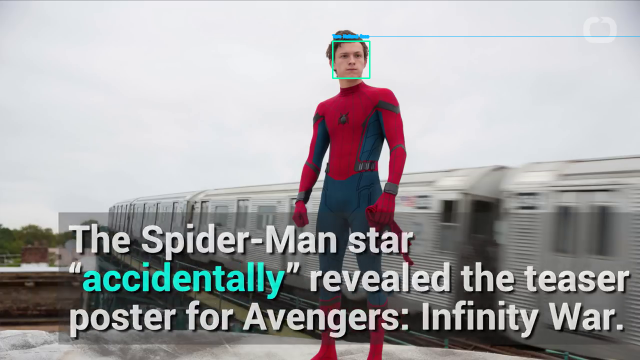 The Spider-Man star
“accidentally” revealed the teaser
poster for Avengers: Infinity War.